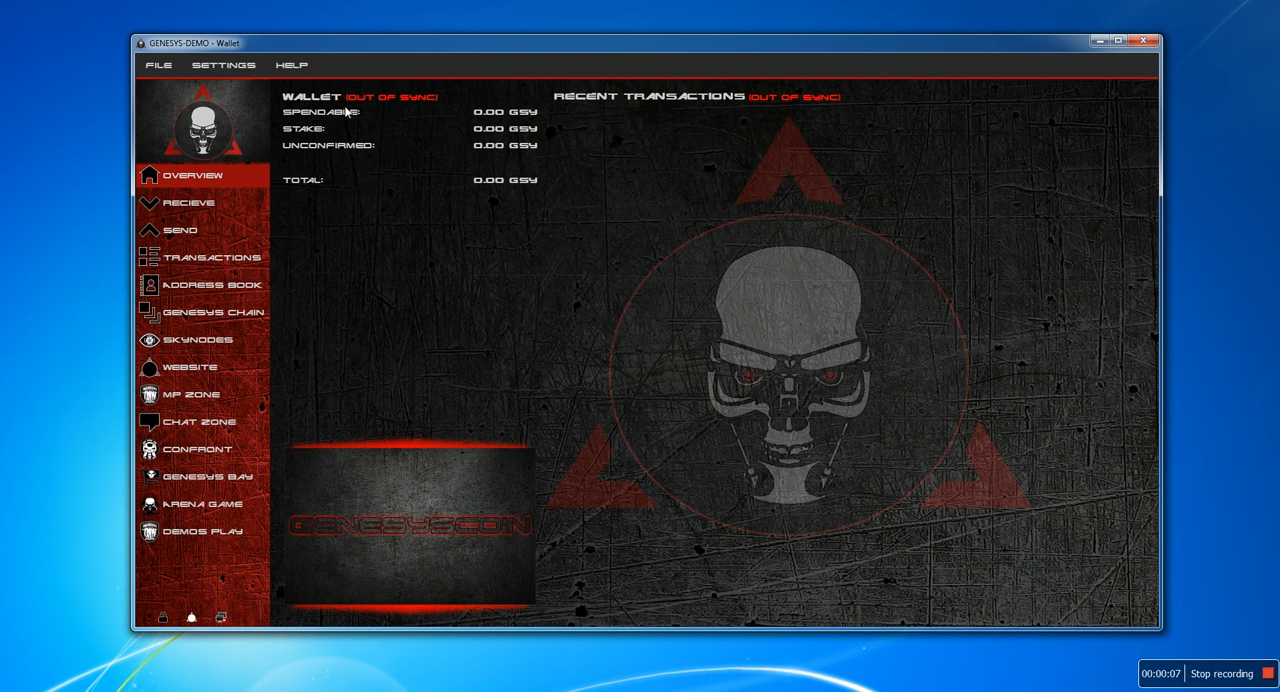 GENESYS-DEMO - Wallet
FILE SETTINGS HELP
WALLET (OUT OF SYNC)
SPENDABLE: 0.00 GSY
STAKE: 0.00 GSY
UNCONFIRMED: 0.00 GSY
TOTAL: 0.00 GSY
RECENT TRANSACTIONS (OUT OF SYNC)
OVERVIEW
RECIEVE
SEND
TRANSACTIONS
ADDRESS BOOK
GENESYS CHAIN
SKYNODES
WEBSITE
MP ZONE
CHAT ZONE
CONFRONT
GENESYS BAY
ARENA GAME
DEMOS PLAY
GENESYSCOIN
00:00:07 Stop recording